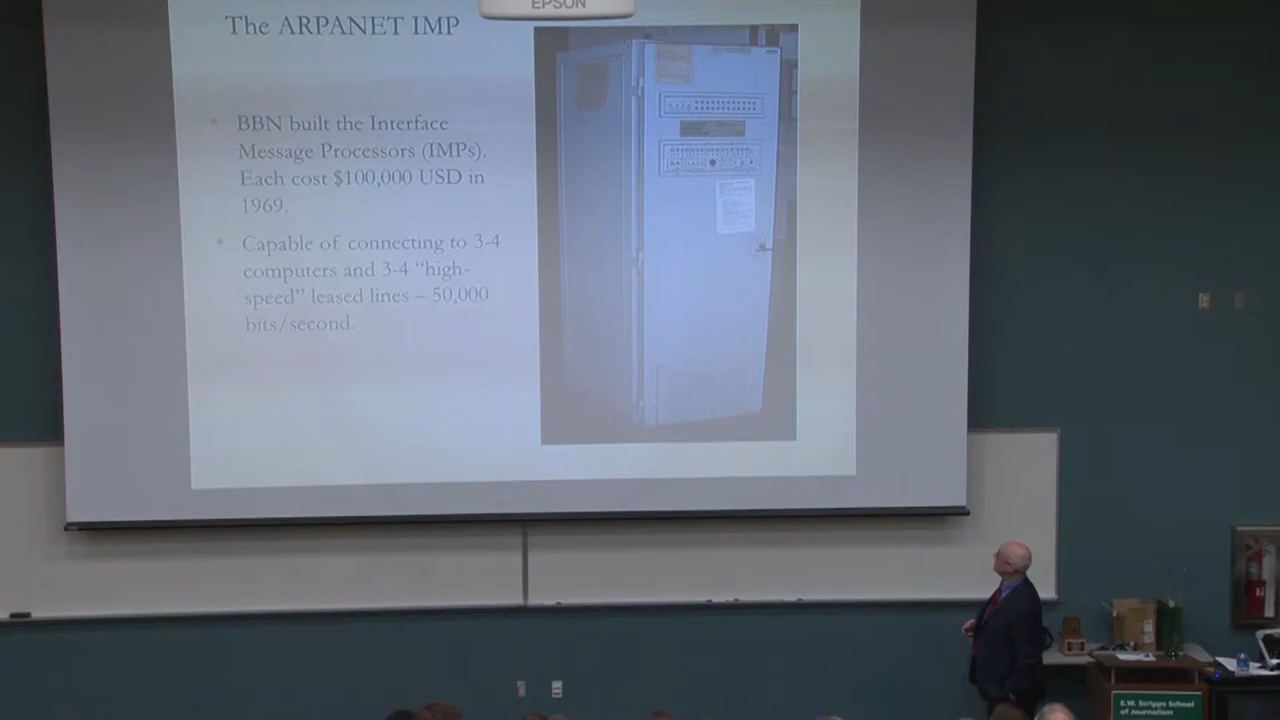 EPSON
The ARPANET IMP
BBN built the Interface
Message Processors (IMPs).
Each cost $100,000 USD in
1969.
Capable of connecting to 3-4
computers and 3-4 “high-
speed” leased lines – 50,000
bits/second.
E.W. Scripps School
of Journalism